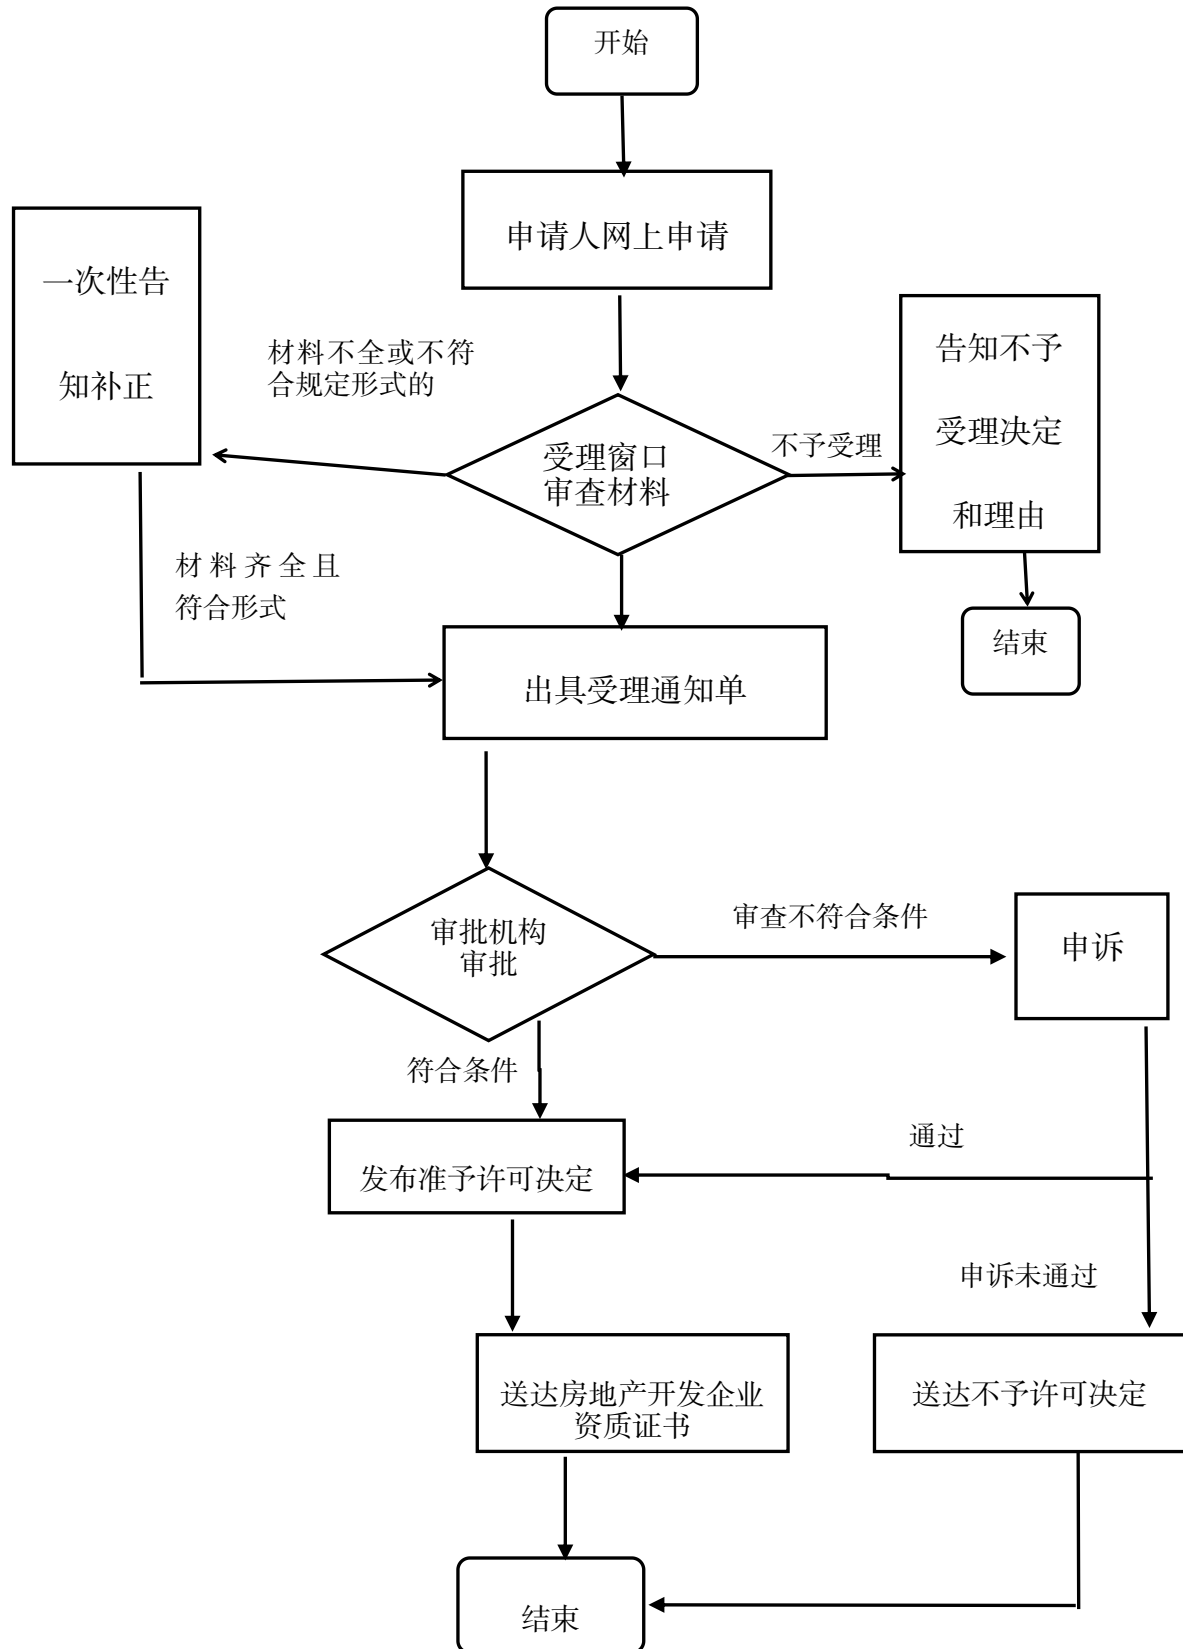 开始
申请人网上申请
一次性告
知补正
材料不全或不符
合规定形式的
受理窗口
审查材料
不予受理
告知不予
受理决定
和理由
材料齐全且
符合形式
结束
出具受理通知单
审批机构
审批
审查不符合条件
申诉
符合条件
发布准予许可决定
通过
申诉未通过
送达房地产开发企业
资质证书
送达不予许可决定
结束